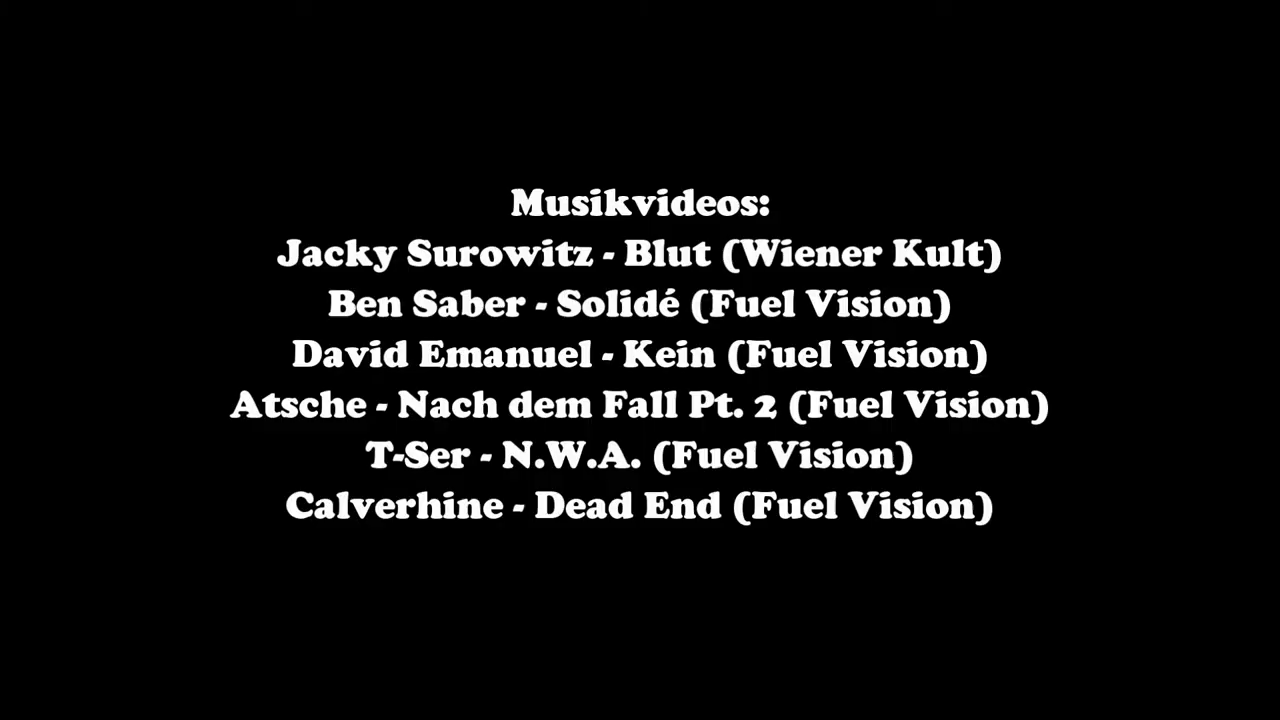 Musikvideos:
Jacky Surowitz - Blut (Wiener Kult)
Ben Saber - Solidé (Fuel Vision)
David Emanuel - Kein (Fuel Vision)
Atsche - Nach dem Fall Pt. 2 (Fuel Vision)
T-Ser - N.W.A. (Fuel Vision)
Calverhine - Dead End (Fuel Vision)